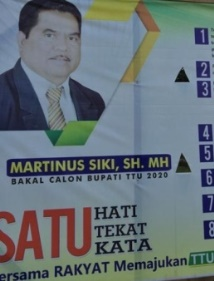 1
2
3
MARTINUS SIKI, SH. MH
BAKAL CALON BUPATI TTU 2020
4
5
6
7
8
SATU HATI
TEKAT
KATA
Bersama RAKYAT Memajukan TTU